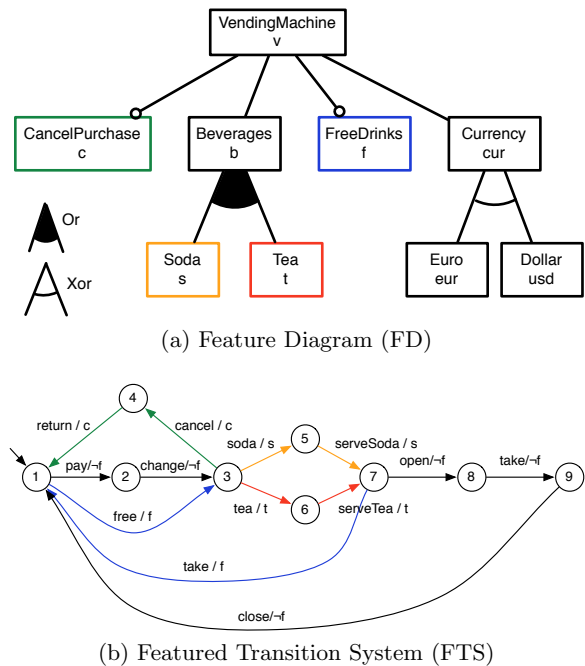 VendingMachine
v
CancelPurchase
c
Beverages
b
FreeDrinks
f
Currency
cur
Or
Xor
Soda
s
Tea
t
Euro
eur
Dollar
usd
(a) Feature Diagram (FD)
4
return / c
cancel / c
soda / s
5
serveSoda / s
1
pay/¬f
2
change/¬f
3
7
open/¬f
8
take/¬f
9
free / f
tea / t
6
serveTea / t
take / f
close/¬f
(b) Featured Transition System (FTS)